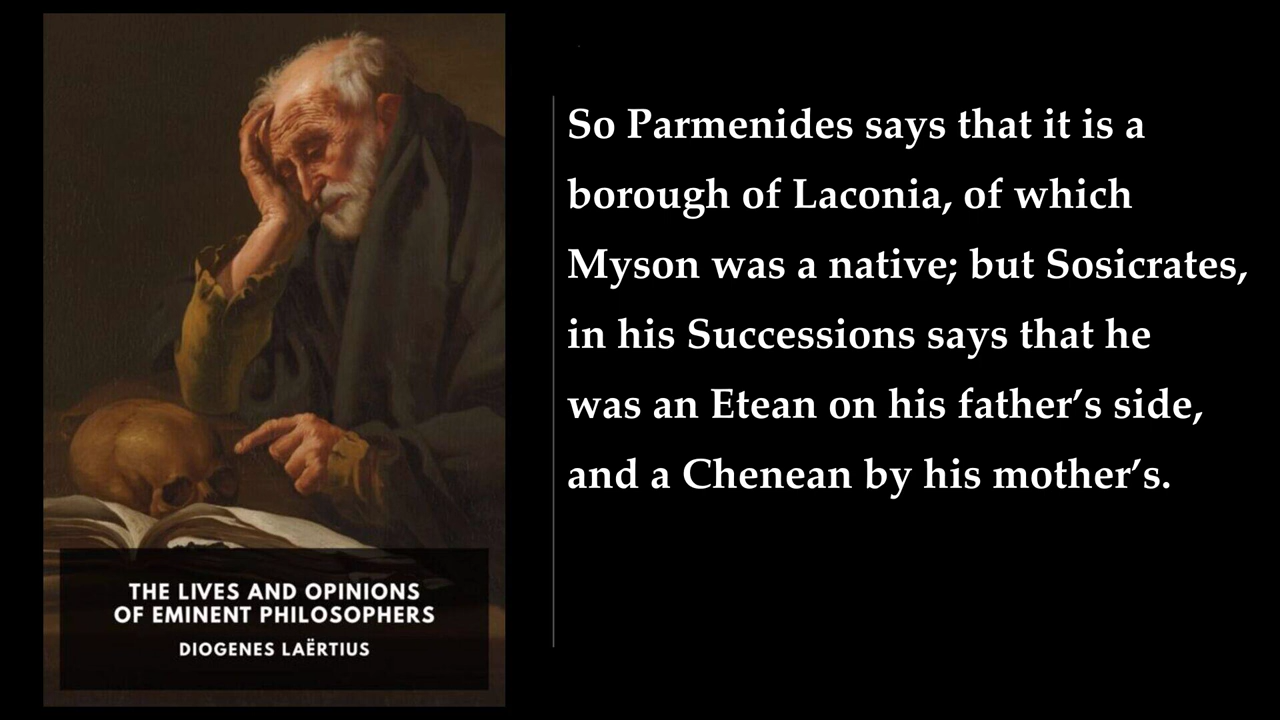 So Parmenides says that it is a
borough of Laconia, of which
Myson was a native; but Sosicrates,
in his Successions says that he
was an Etean on his father’s side,
and a Chenean by his mother’s.
THE LIVES AND OPINIONS
OF EMINENT PHILOSOPHERS
DIOGENES LAËRTIUS